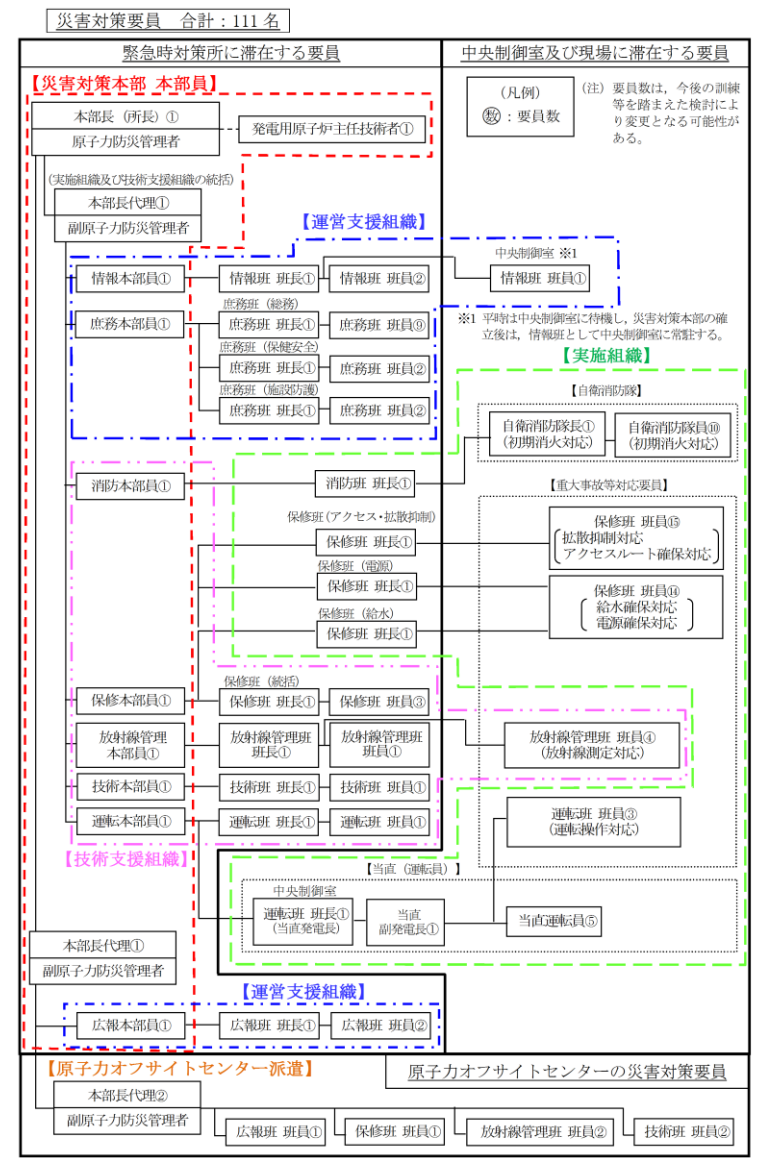 災害対策要員　合計：111 名
緊急時対策所に滞在する要員
中央制御室及び現場に滞在する要員
【災害対策本部 本部員】
本部長（所長）①
原子力防災管理者
発電用原子炉主任技術者①
（凡例）
数：要員数
（注）要員数は，今後の訓練
等を踏まえた検討によ
り変更となる可能性が
ある。
（実施組織及び技術支援組織の統括）
本部長代理①
副原子力防災管理者
【運営支援組織】
中央制御室 ※1
情報本部員①
情報班 班長①
情報班 班員②
情報班 班員①
※1 平時は中央制御室に待機し，災害対策本部の確
立後は，情報班として中央制御室に常駐する。
庶務班（総務）
庶務本部員①
庶務班 班長①
庶務班 班員⑨
庶務班（保健安全）
庶務班 班長①
庶務班 班員②
庶務班（施設防護）
庶務班 班長①
庶務班 班員②
【実施組織】
【自衛消防隊】
自衛消防隊長①
（初期消火対応）
自衛消防隊員⑩
（初期消火対応）
消防本部員①
消防班 班長①
【重大事故等対応要員】
保修班（アクセス・拡散抑制）
保修班 班長①
保修班 班員⑮
拡散抑制対応
アクセスルート確保対応
保修班（電源）
保修班 班長①
保修班 班員⑭
給水確保対応
電源確保対応
保修班（給水）
保修班 班長①
保修班（統括）
保修本部員①
保修班 班長①
保修班 班員③
放射線管理
本部員①
放射線管理班
班長①
放射線管理班
班員①
放射線管理班 班員④
（放射線測定対応）
技術本部員①
技術班 班長①
技術班 班員①
運転本部員①
運転班 班長①
運転班 班員①
運転班 班員③
（運転操作対応）
【技術支援組織】
【当直（運転員）】
中央制御室
運転班 班長①
（当直発電長）
当直
副発電長①
当直運転員⑤
本部長代理①
副原子力防災管理者
【運営支援組織】
広報本部員①
広報班 班長①
広報班 班員②
【原子力オフサイトセンター派遣】
原子力オフサイトセンターの災害対策要員
本部長代理②
副原子力防災管理者
広報班 班員①
保修班 班員①
放射線管理班 班員②
技術班 班員②